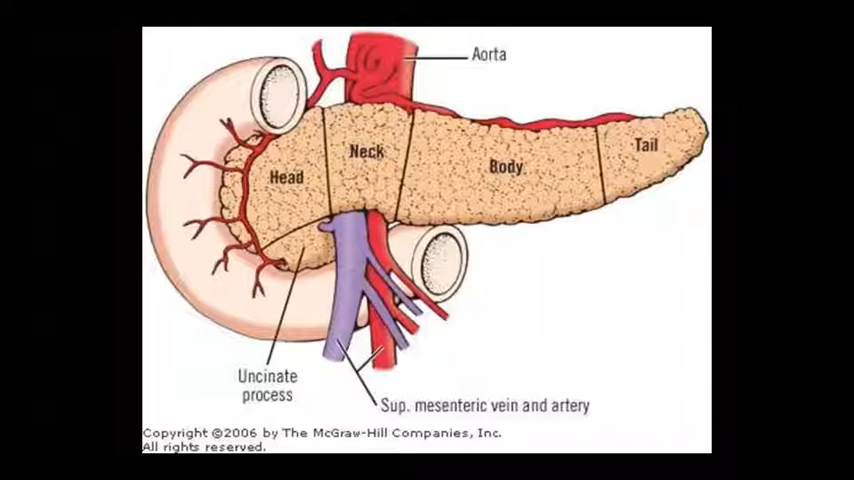 Aorta
Tail
Neck
Body
Head
Uncinate
process
Sup. mesenteric vein and artery
Copyright ©2006 by The McGraw-Hill Companies, Inc.
All rights reserved.